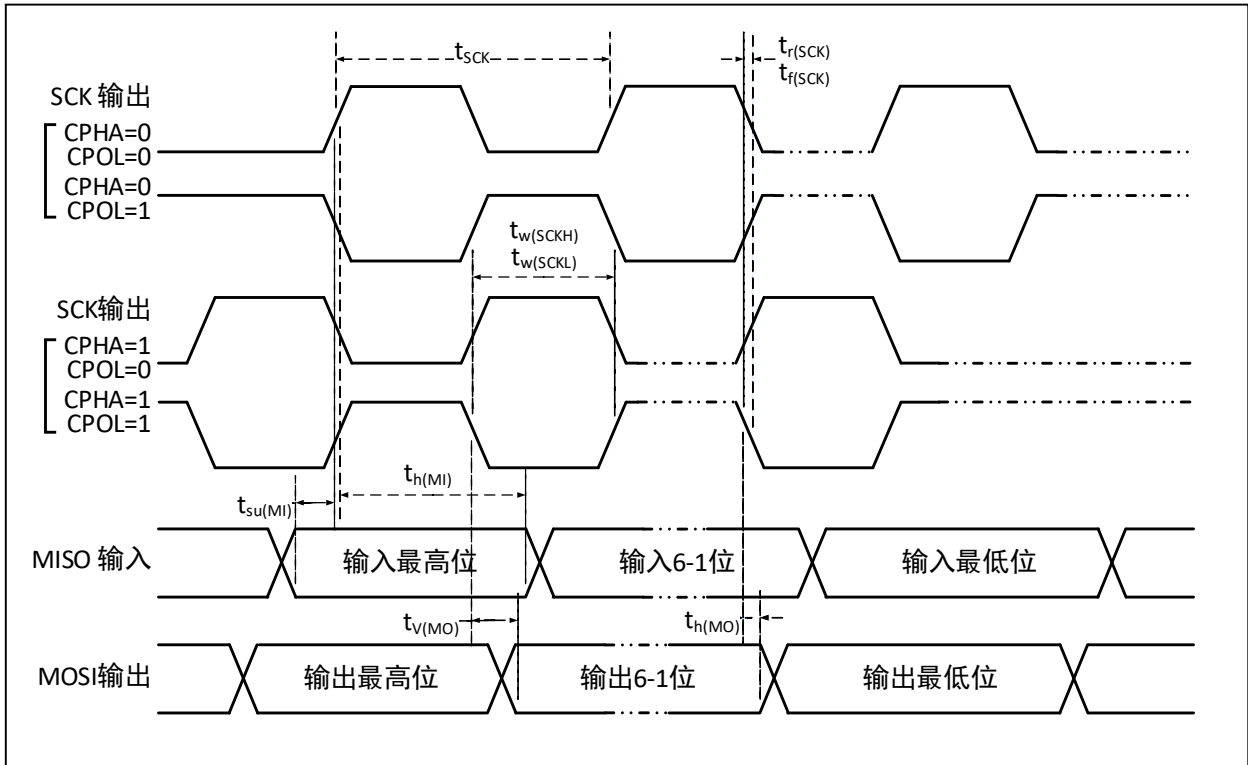 tSCK
tr(SCK)
tf(SCK)
SCK 输出
CPHA=0
CPOL=0
CPHA=0
CPOL=1
tw(SCKH)
tw(SCKL)
SCK输出
CPHA=1
CPOL=0
CPHA=1
CPOL=1
th(MI)
tsu(MI)
MISO 输入
输入最高位
输入6-1位
输入最低位
tV(MO)
th(MO)
MOSI输出
输出最高位
输出6-1位
输出最低位